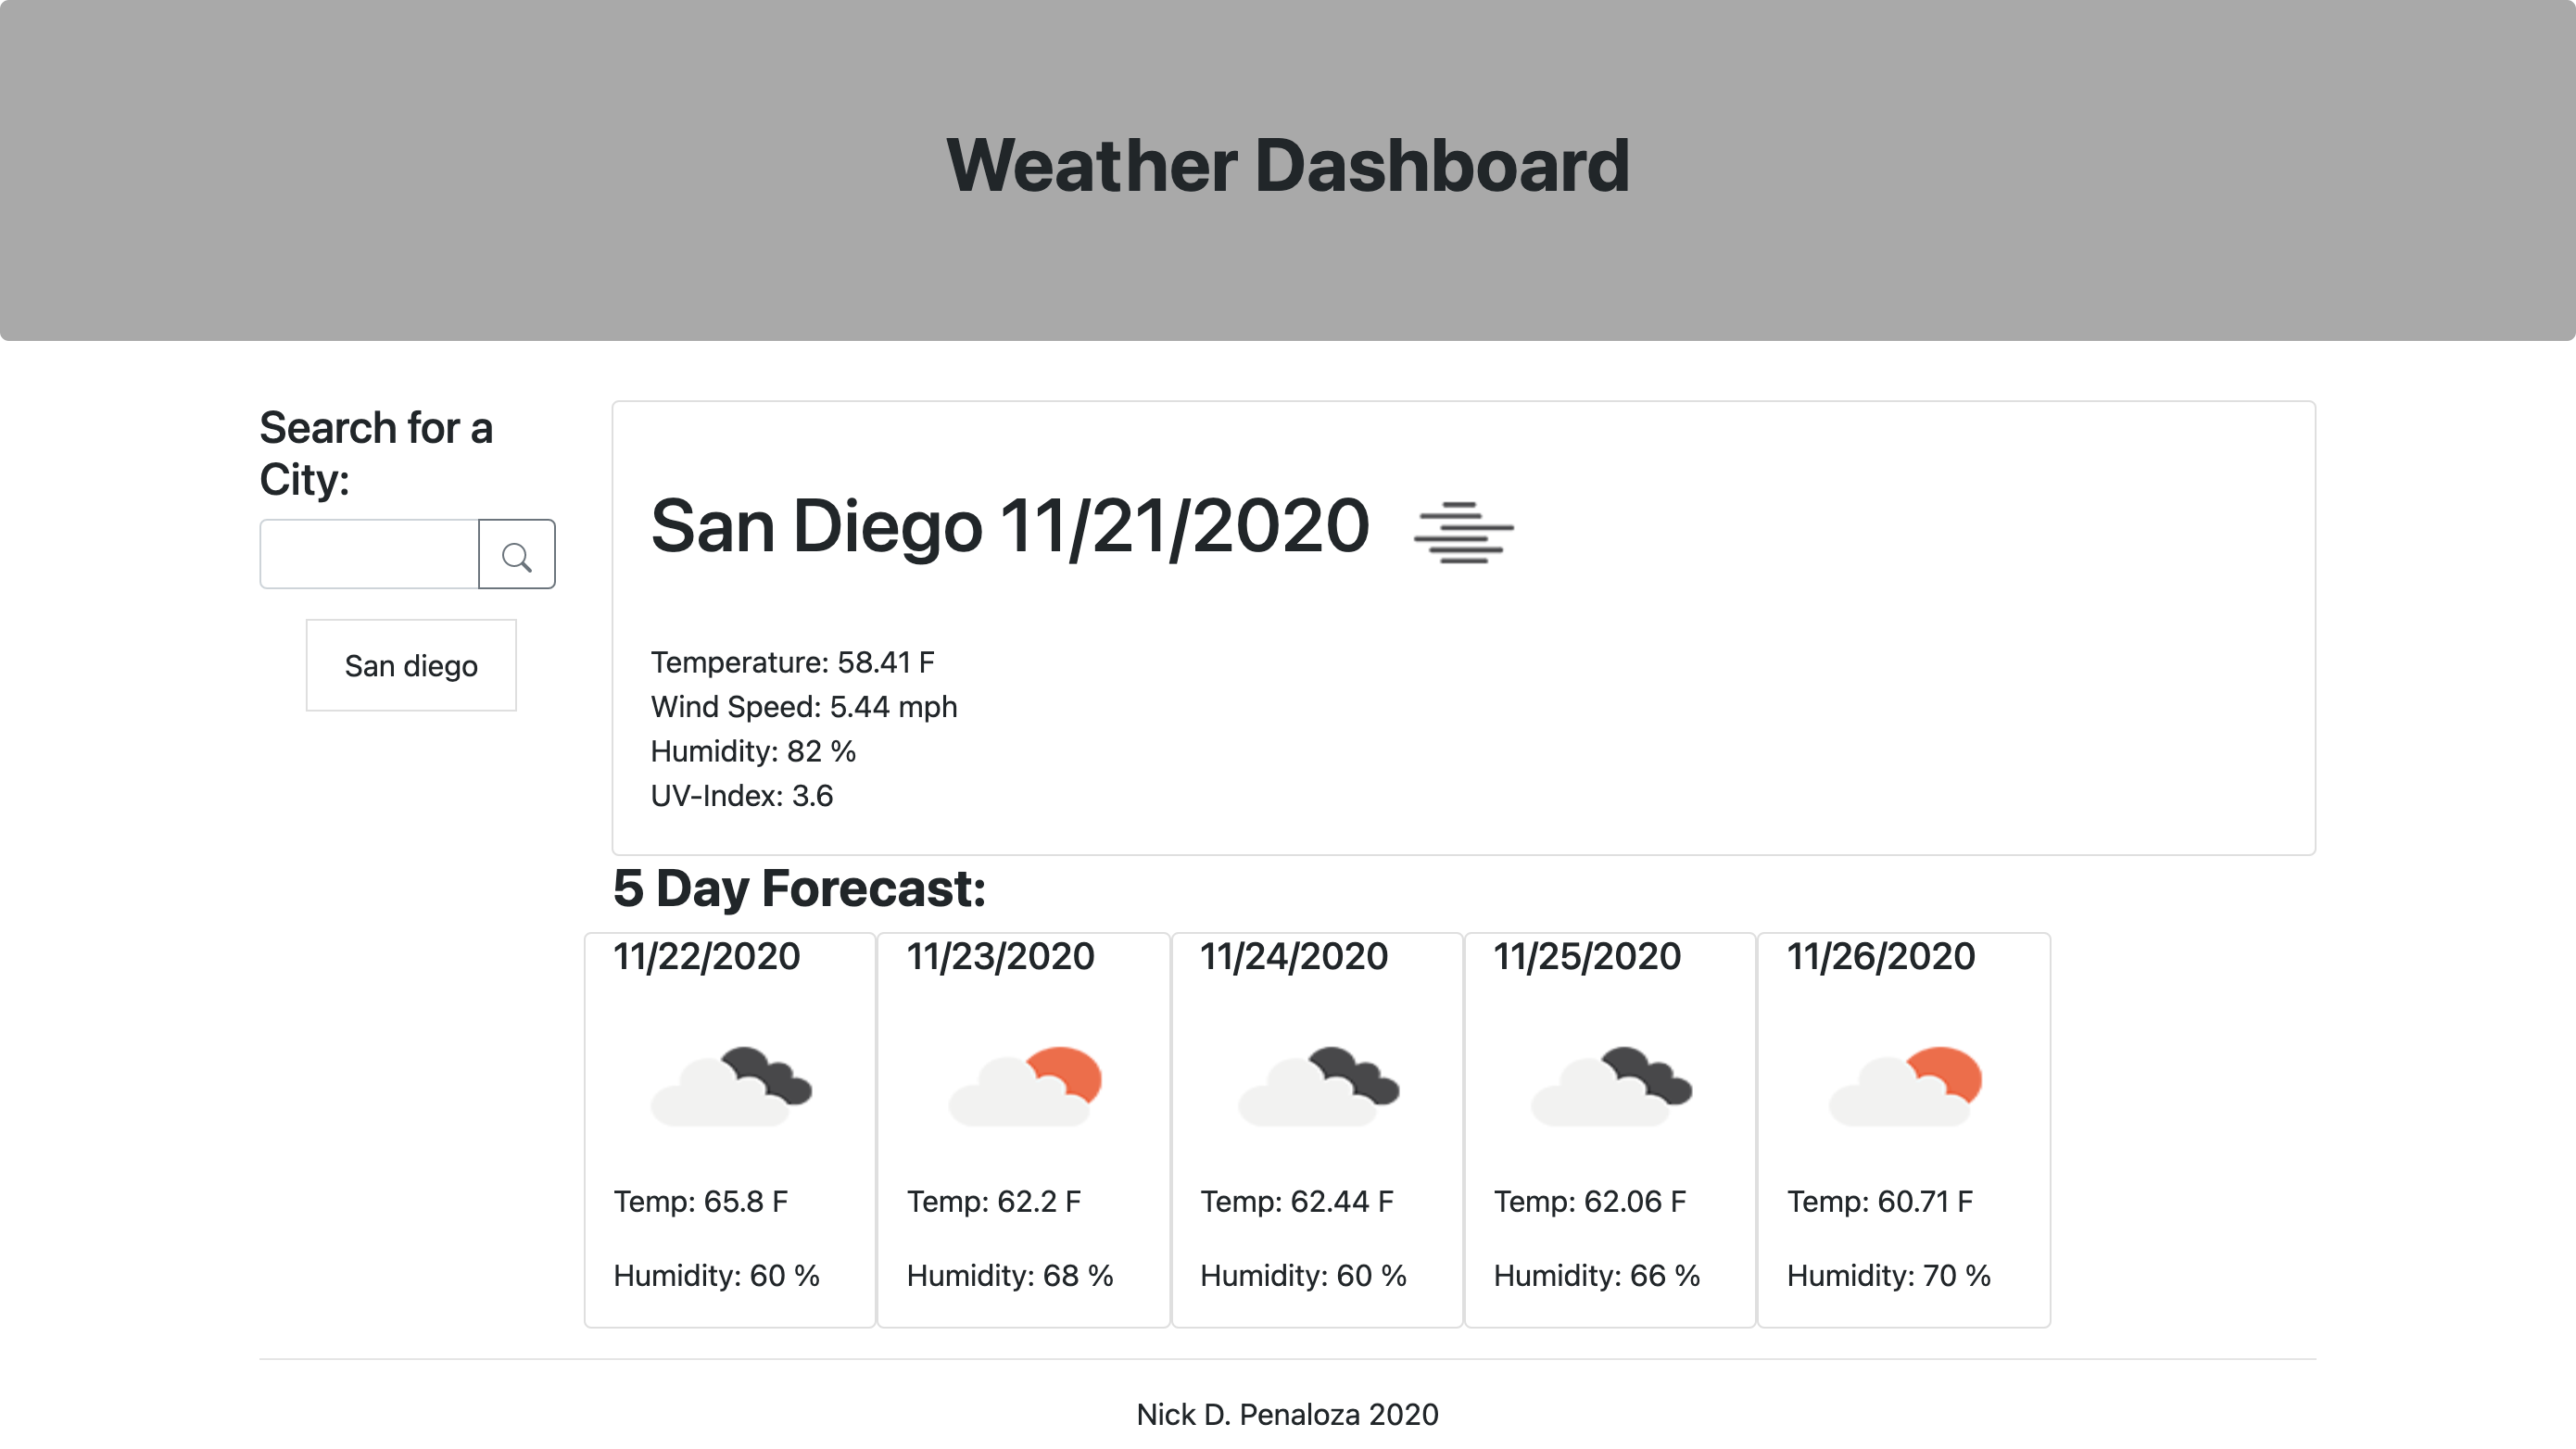 Weather Dashboard
Search for a
City:
San diego
San Diego 11/21/2020
Temperature: 58.41 F
Wind Speed: 5.44 mph
Humidity: 82 %
UV-Index: 3.6
5 Day Forecast:
11/22/2020
Temp: 65.8 F
Humidity: 60 %
11/23/2020
Temp: 62.2 F
Humidity: 68 %
11/24/2020
Temp: 62.44 F
Humidity: 60 %
11/25/2020
Temp: 62.06 F
Humidity: 66 %
11/26/2020
Temp: 60.71 F
Humidity: 70 %
Nick D. Penaloza 2020